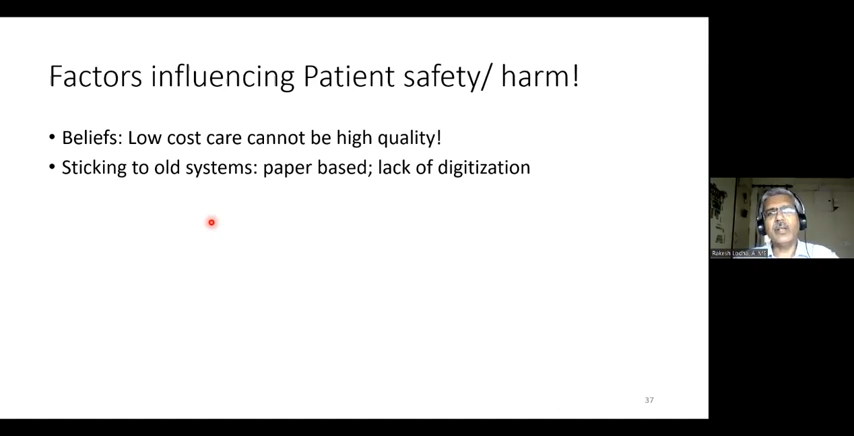 Factors influencing Patient safety/ harm!
• Beliefs: Low cost care cannot be high quality!
• Sticking to old systems: paper based; lack of digitization
37
Rakesh